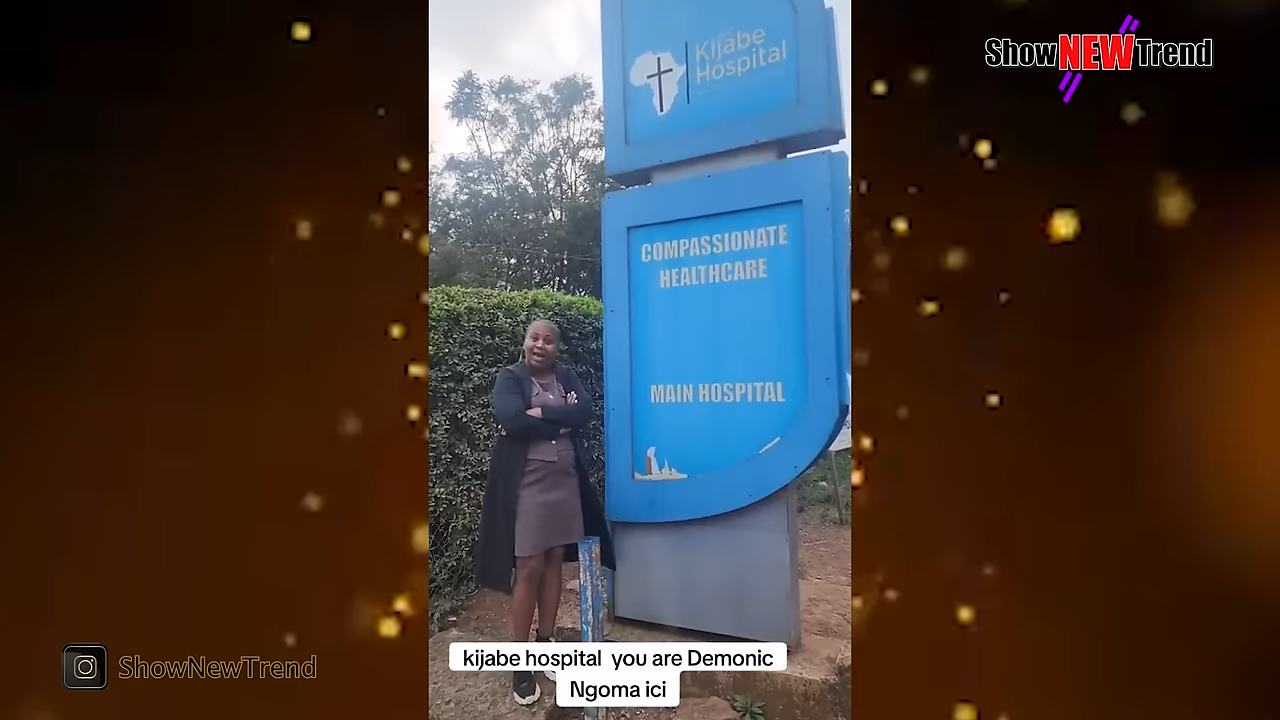 Kijabe
Hospital
ShowNEWTrend
COMPASSIONATE
HEALTHCARE
MAIN HOSPITAL
kijabe hospital you are Demonic
Ngoma ici
ShowNewTrend